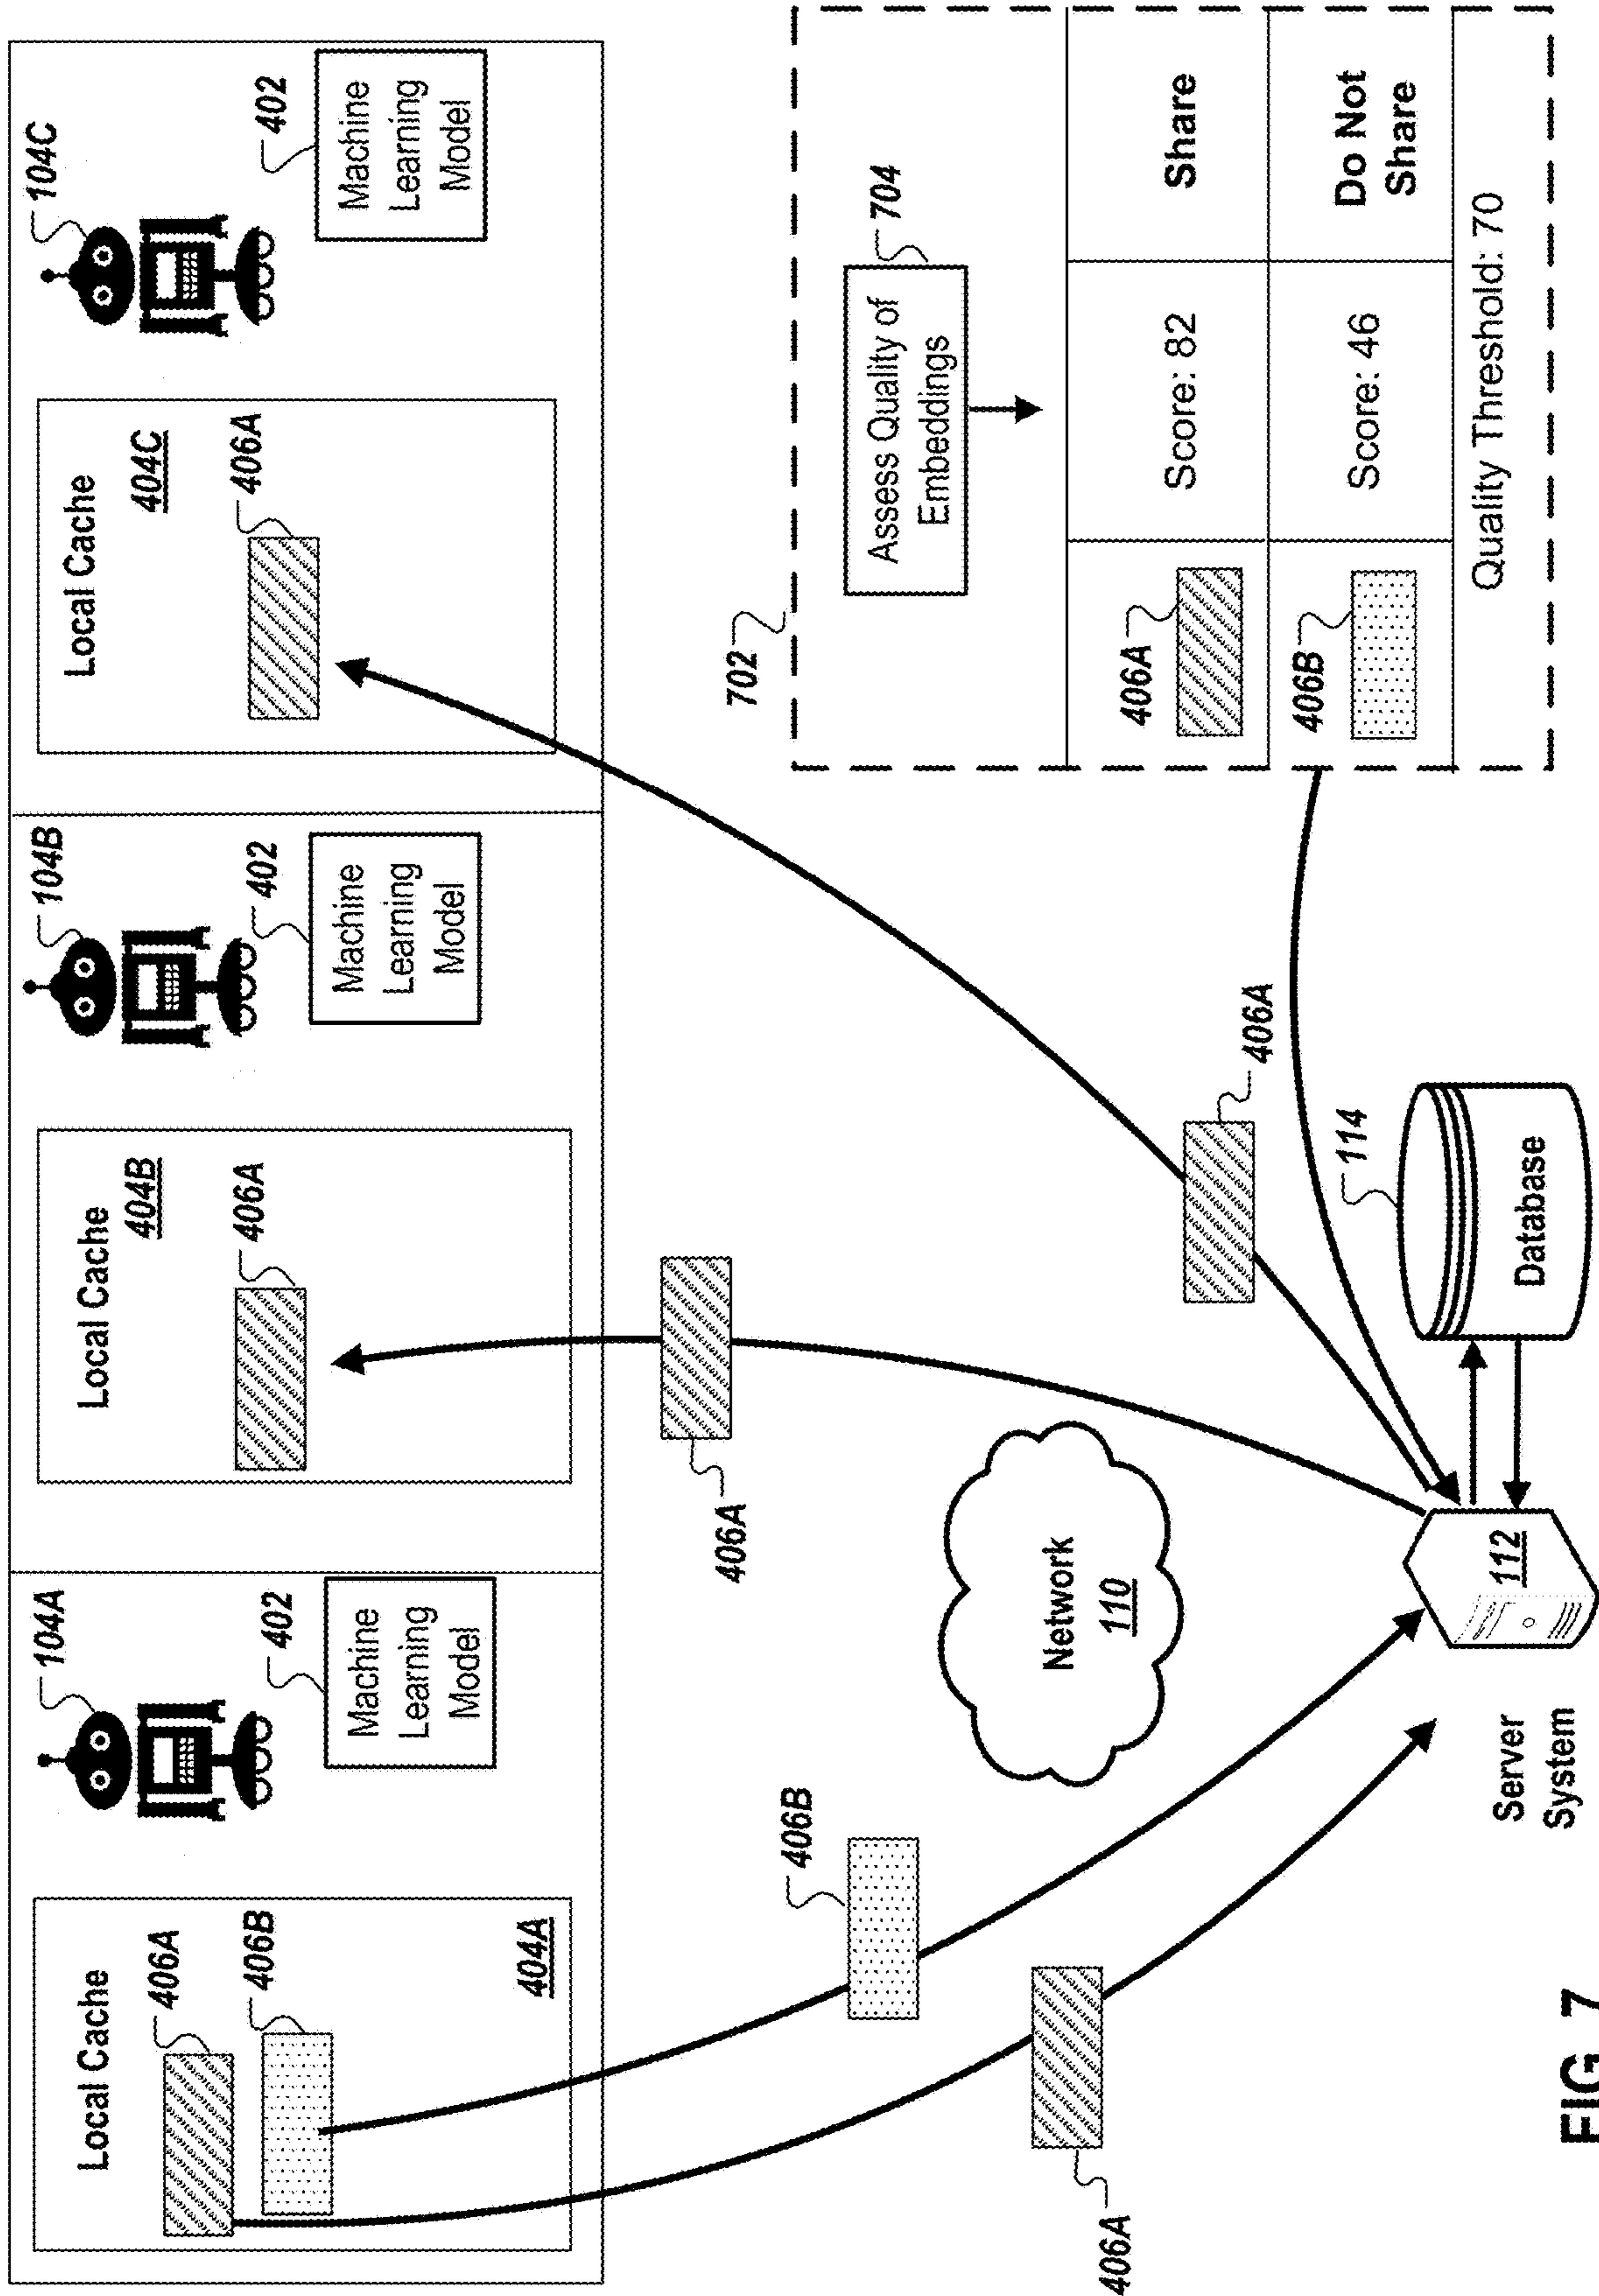 104A
104B
104C
Local Cache
406A
406B
404A
402
Machine
Learning
Model
Local Cache
404B
406A
402
Machine
Learning
Model
Local Cache
404C
406A
402
Machine
Learning
Model
406B
406A
406A
406A
Network
110
702
Assess Quality of
Embeddings
704
406A
Score: 82
Share
406B
Score: 46
Do Not
Share
Quality Threshold: 70
Server
System
112
114
Database
FIG. 7